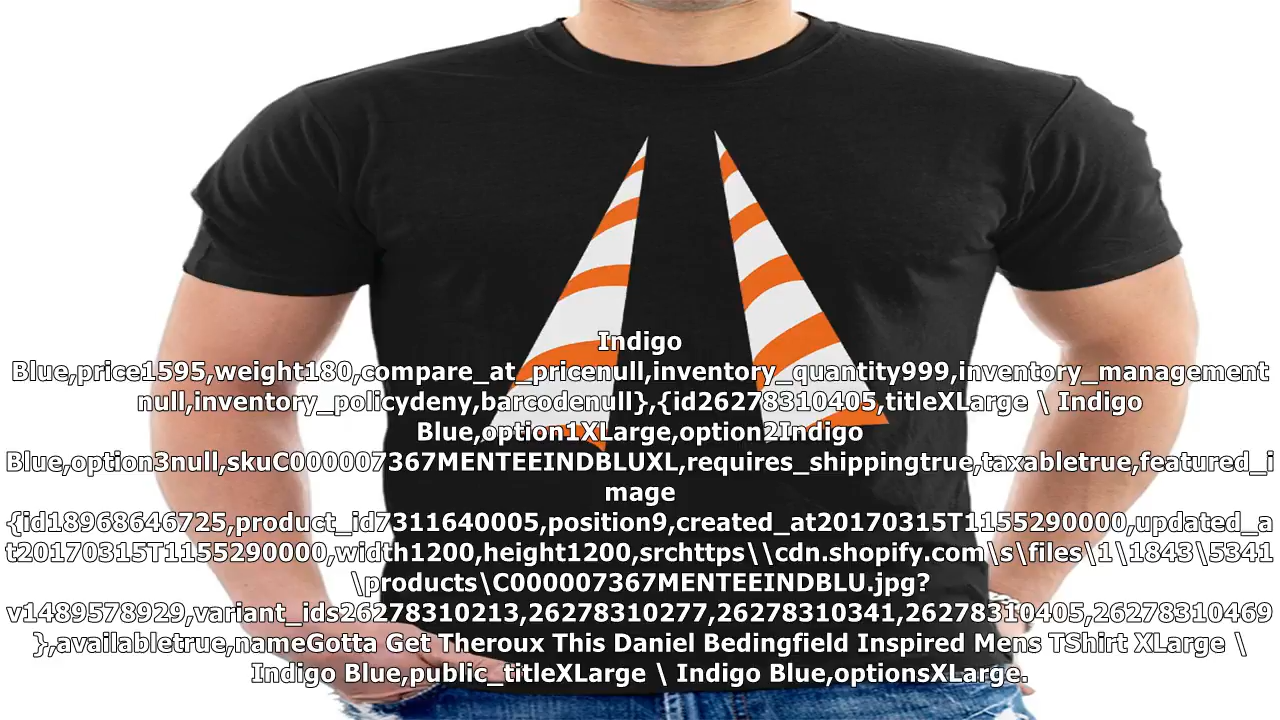 Indigo
Blue,price1595,weight180,compare_at_pricenull,inventory_quantity999,inventory_management
null,inventory_policydeny,barcodenull},{id26278310405,titleXLarge \ Indigo
Blue,option1XLarge,option2Indigo
Blue,option3null,skuC000007367MENTEEINDBLUXL,requires_shippingtrue,taxabletrue,featured_i
mage
{id18968646725,product_id7311640005,position9,created_at20170315T1155290000,updated_a
t20170315T1155290000,width1200,height1200,srchttps\\cdn.shopify.com\s\files\1\1843\5341
\products\C000007367MENTEEINDBLU.jpg?
v1489578929,variant_ids26278310213,26278310277,26278310341,26278310405,26278310469
},availabletrue,nameGotta Get Theroux This Daniel Bedingfield Inspired Mens TShirt XLarge \
Indigo Blue,public_titleXLarge \ Indigo Blue,optionsXLarge.